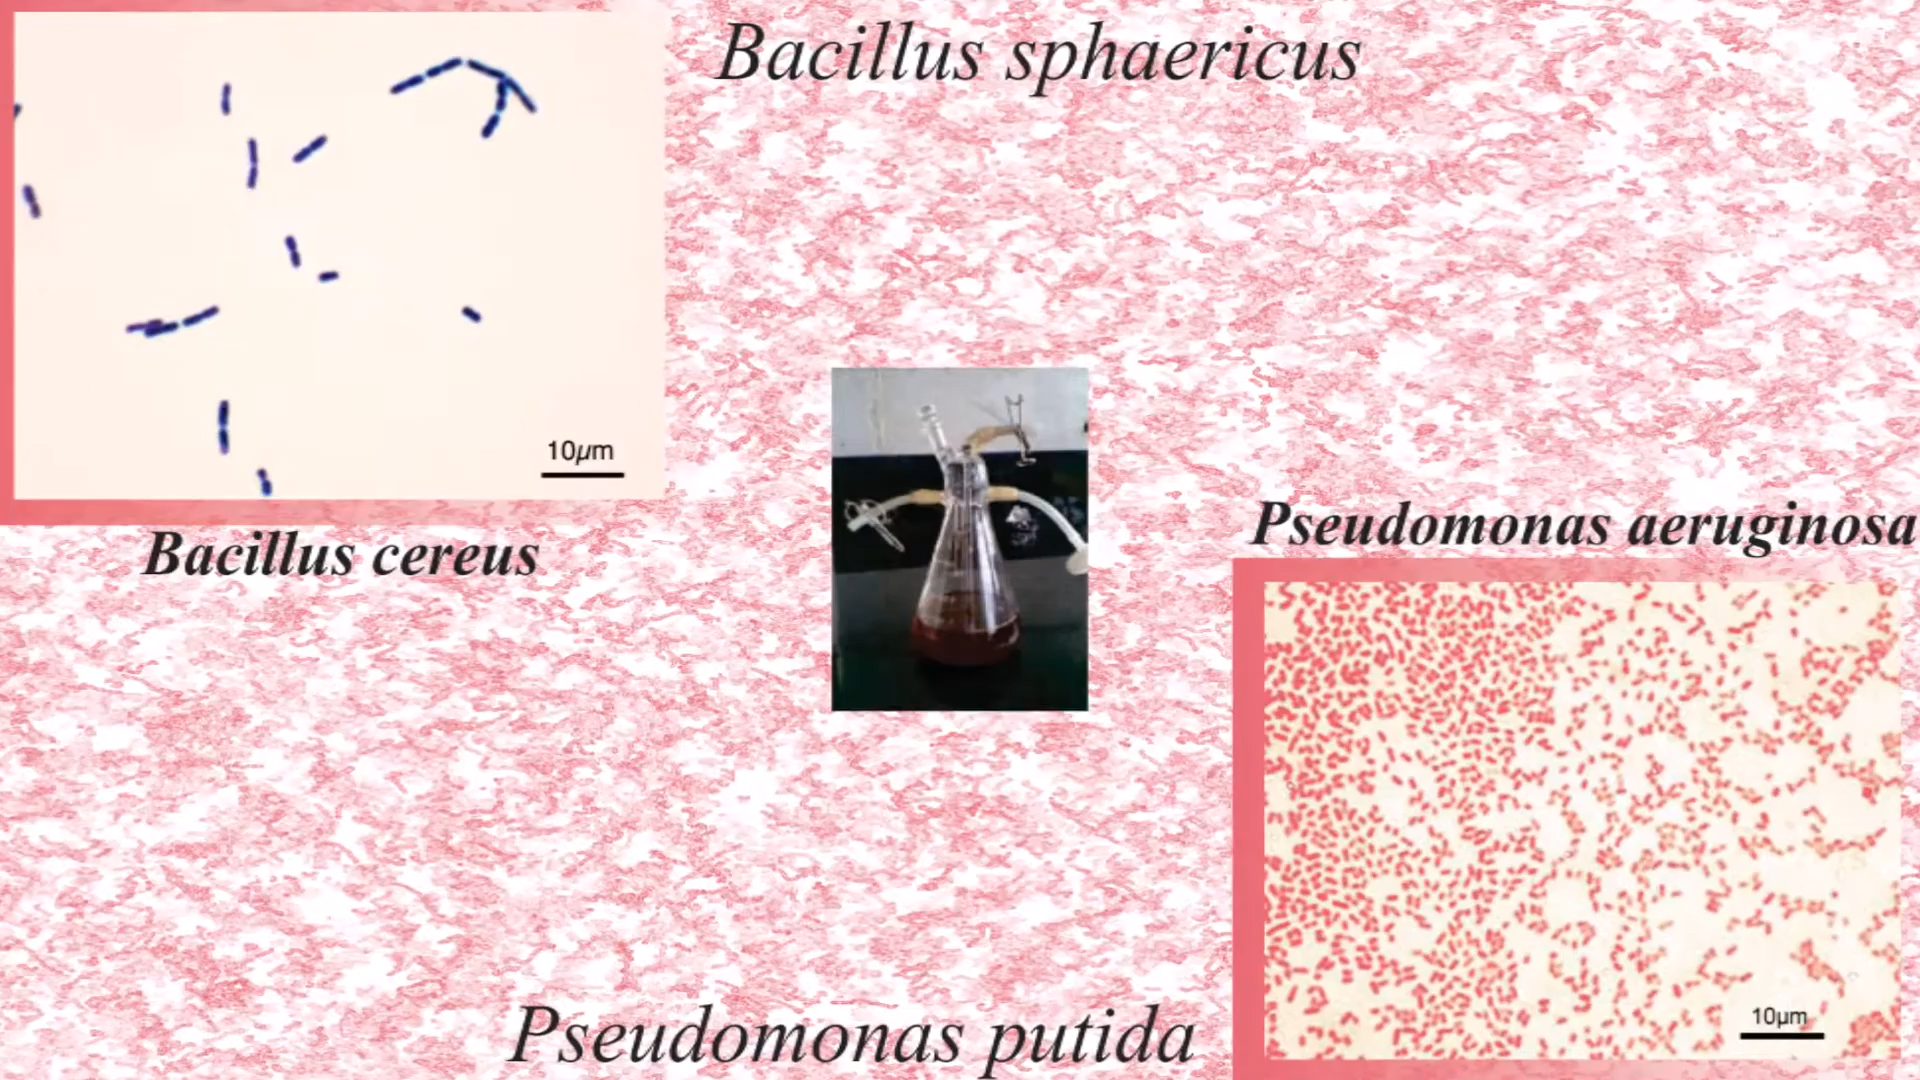 Bacillus sphaericus
10µm
Bacillus cereus
Pseudomonas aeruginosa
10µm
Pseudomonas putida